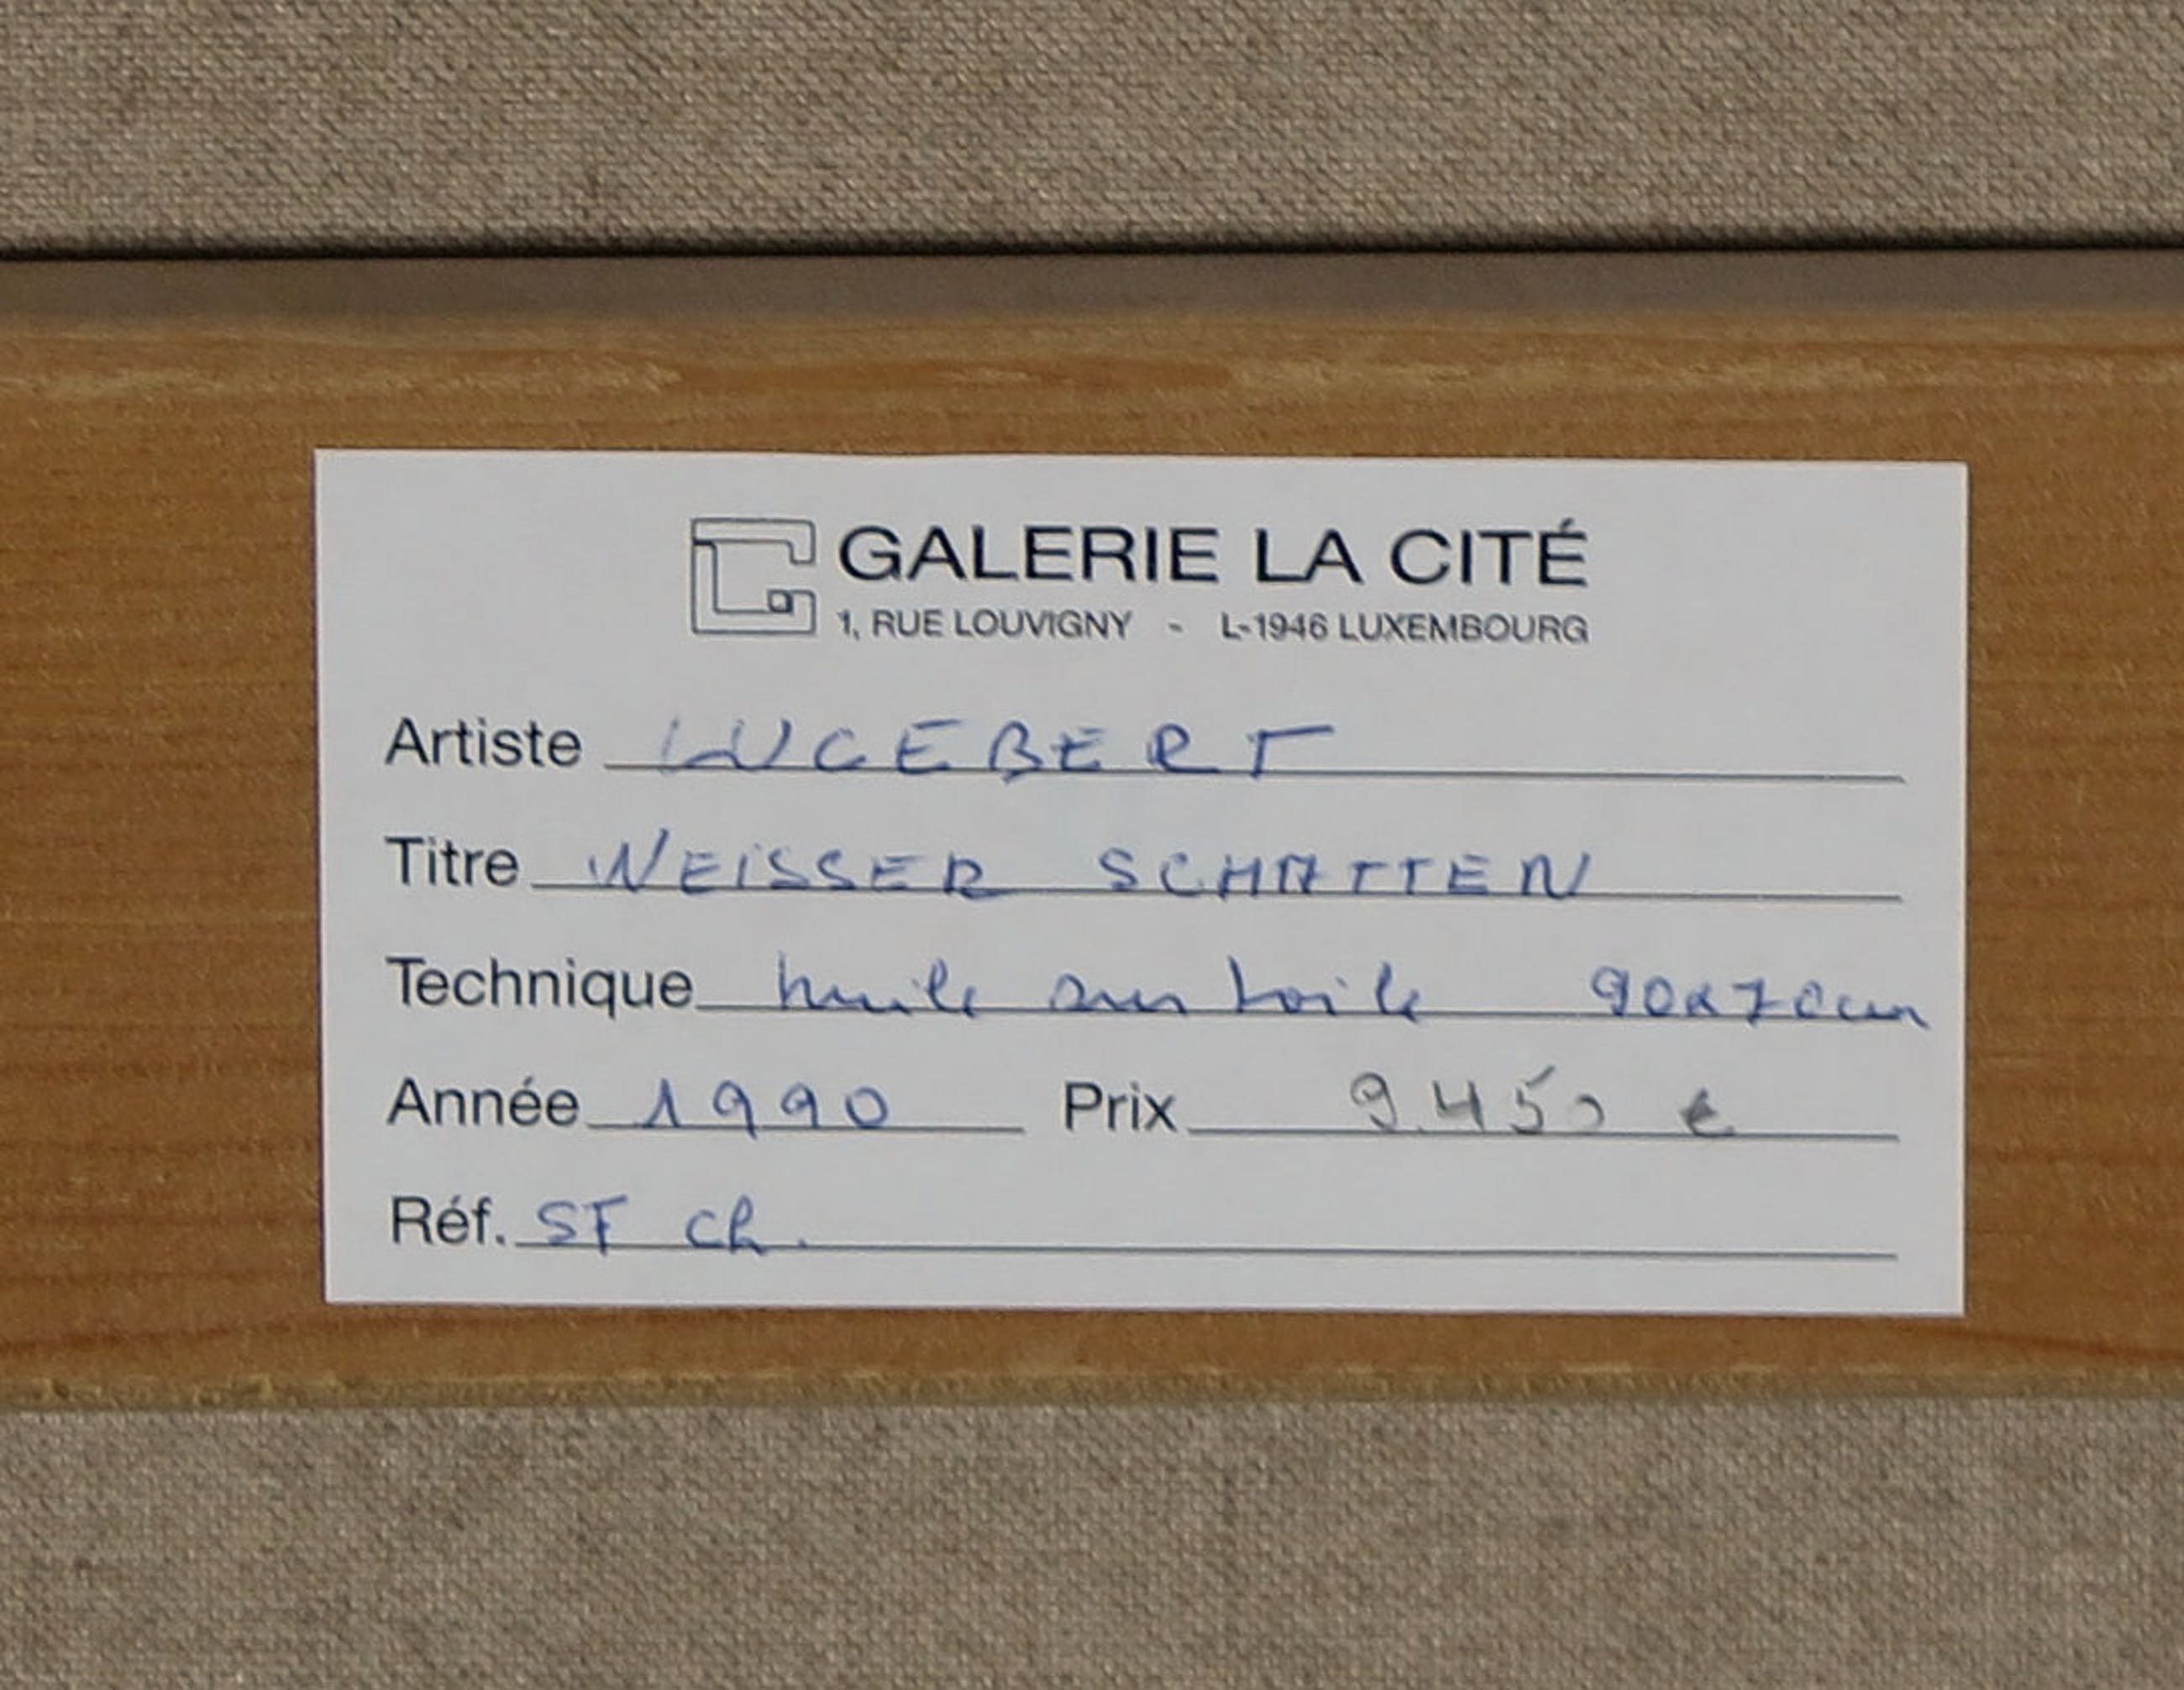 GALERIE LA CITÉ
1, RUE LOUVIGNY - L-1946 LUXEMBOURG
Artiste LUCEBERT
Titre WEISSER SCHATTEN
Technique huile sur toile 90x70cm
Année 1990 Prix 9.450 €
Réf. SF Ch.